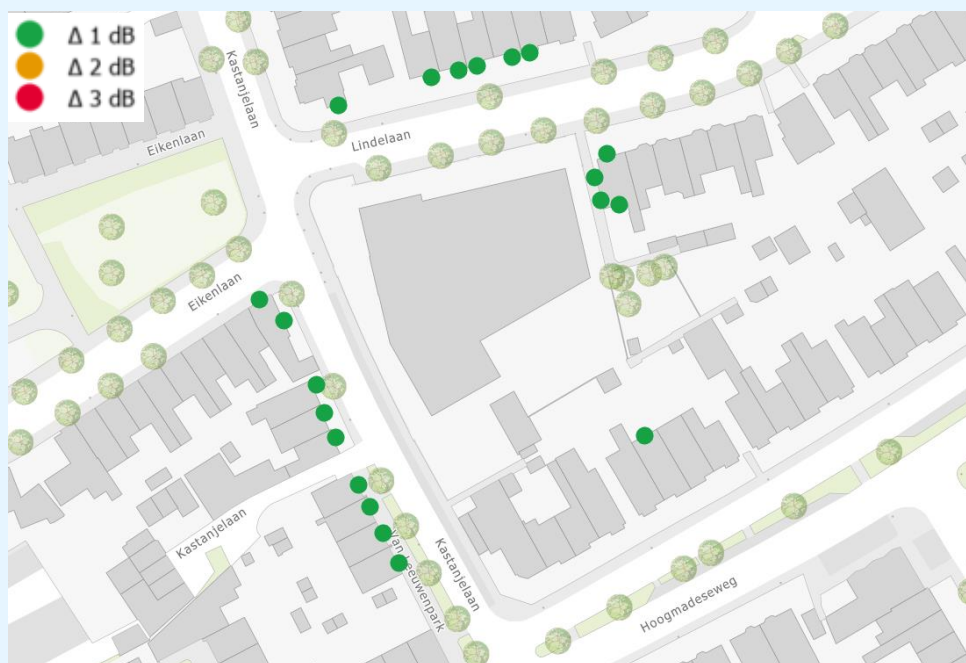 Δ 1 dB
Δ 2 dB
Δ 3 dB
Kastanjelaan
Eikenlaan
Lindelaan
Eikenlaan
Kastanjelaan
Kastanjelaan
van Leeuwenpark
Hoogmadeseweg